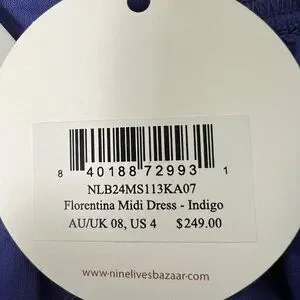 8 40188 72993 1
NLB24MS113KA07
Florentina Midi Dress - Indigo
AU/UK 08, US 4 $249.00
www.ninelivesbazaar.com